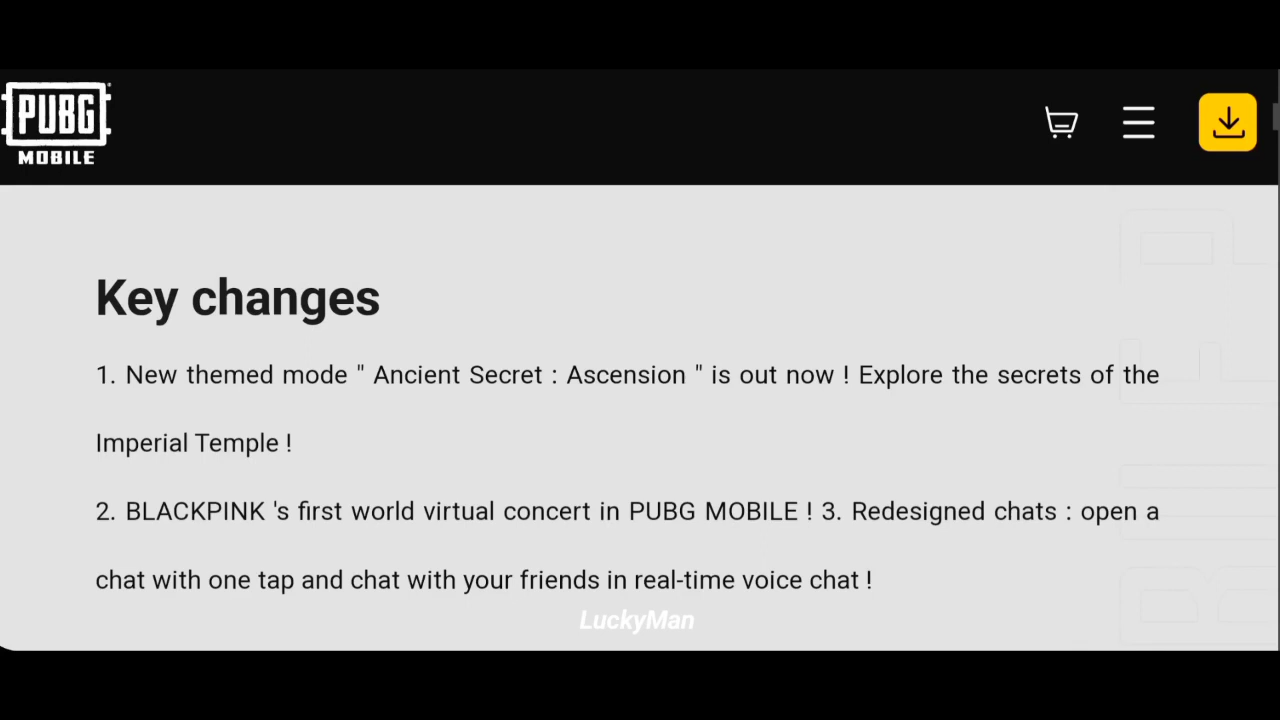 PUBG
MOBILE
Key changes
1. New themed mode " Ancient Secret : Ascension " is out now ! Explore the secrets of the
Imperial Temple !
2. BLACKPINK 's first world virtual concert in PUBG MOBILE ! 3. Redesigned chats : open a
chat with one tap and chat with your friends in real-time voice chat !
LuckyMan